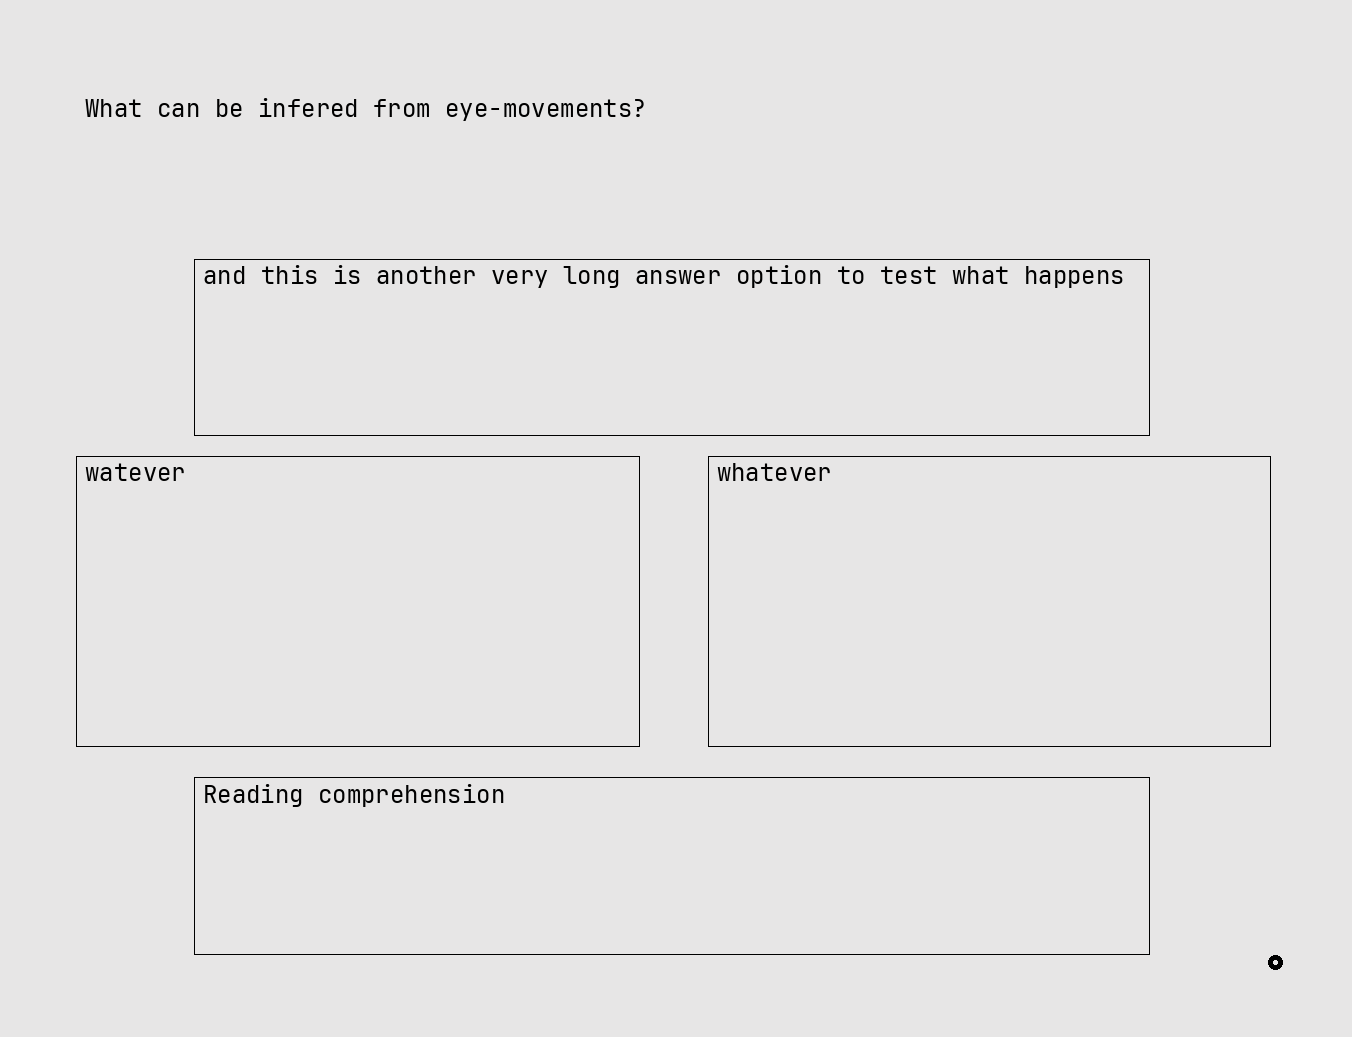 What can be infered from eye-movements?
and this is another very long answer option to test what happens
watever
whatever
Reading comprehension